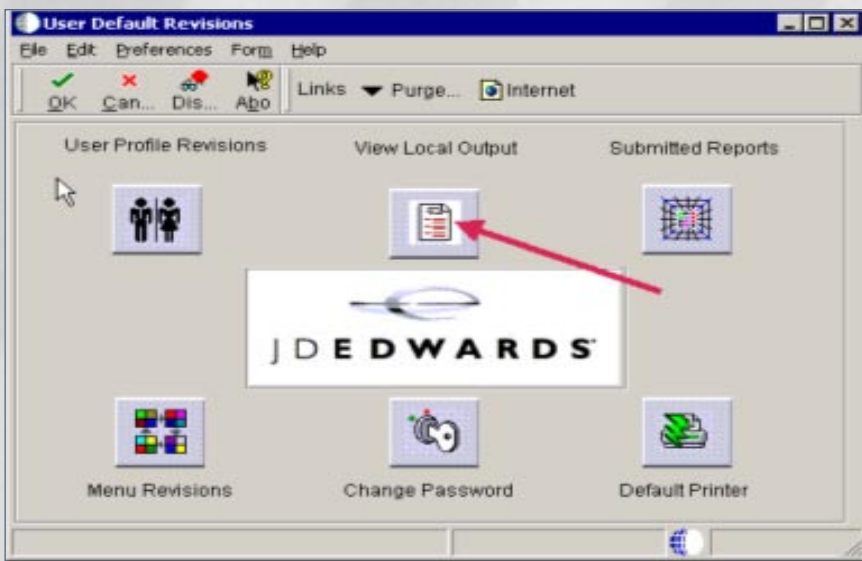 User Default Revisions
File Edit Preferences Form Help
OK Can... Dis... Abo Links Purge... Internet
User Profile Revisions View Local Output Submitted Reports
JDEDWARDS
Menu Revisions Change Password Default Printer